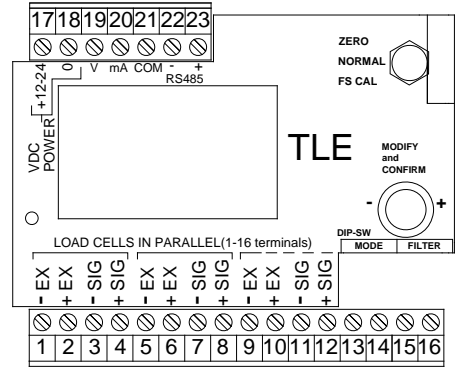 17 18 19 20 21 22 23
+12-24 0 V mA COM - +
RS485
VDC
POWER
ZERO
NORMAL
FS CAL
TLE
MODIFY
and
CONFIRM
- +
DIP-SW
MODE FILTER
LOAD CELLS IN PARALLEL(1-16 terminals)
- EX + EX - SIG + SIG - EX + EX - SIG + SIG - EX + EX - SIG + SIG
1 2 3 4 5 6 7 8 9 10 11 12 13 14 15 16